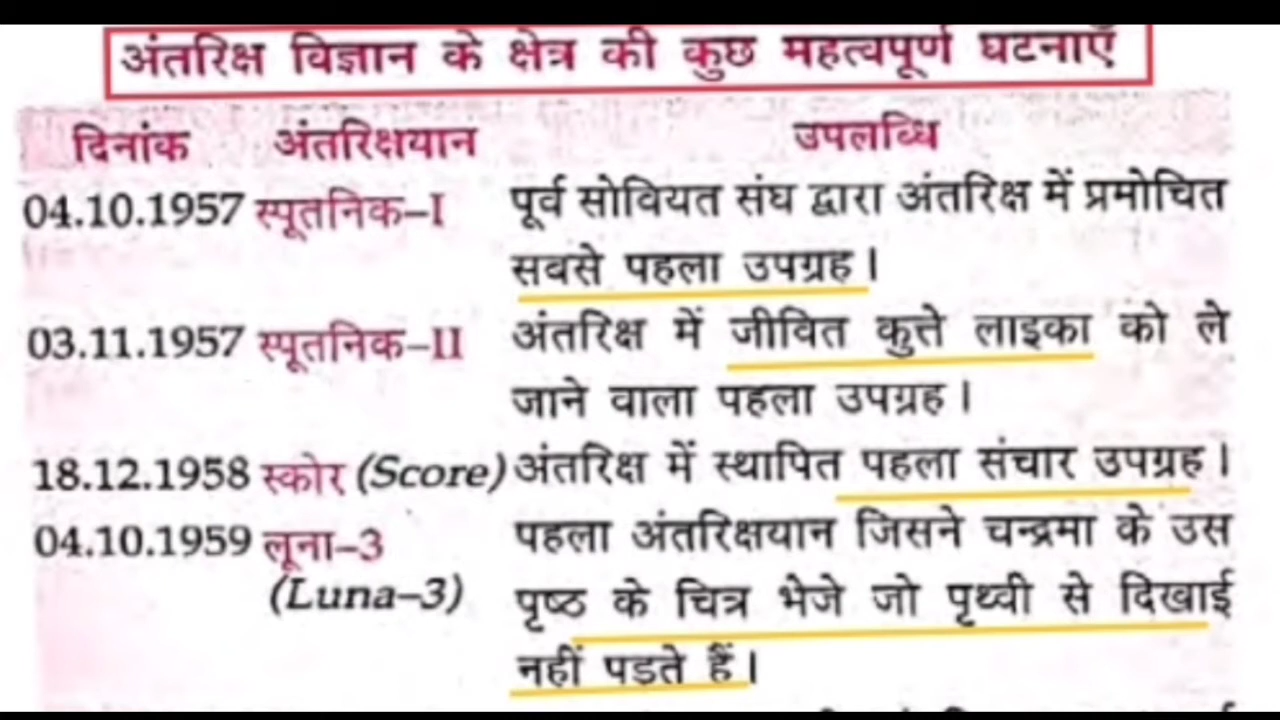 अंतरिक्ष विज्ञान के क्षेत्र की कुछ महत्वपूर्ण घटनाएँ
दिनांक अंतरिक्षयान उपलब्धि
04.10.1957 स्पूतनिक–I पूर्व सोवियत संघ द्वारा अंतरिक्ष में प्रमोचित
सबसे पहला उपग्रह।
03.11.1957 स्पूतनिक–II अंतरिक्ष में जीवित कुत्ते लाइका को ले
जाने वाला पहला उपग्रह।
18.12.1958 स्कोर (Score) अंतरिक्ष में स्थापित पहला संचार उपग्रह।
04.10.1959 लूना–3 पहला अंतरिक्षयान जिसने चन्द्रमा के उस
(Luna–3) पृष्ठ के चित्र भेजे जो पृथ्वी से दिखाई
नहीं पडते हैं।